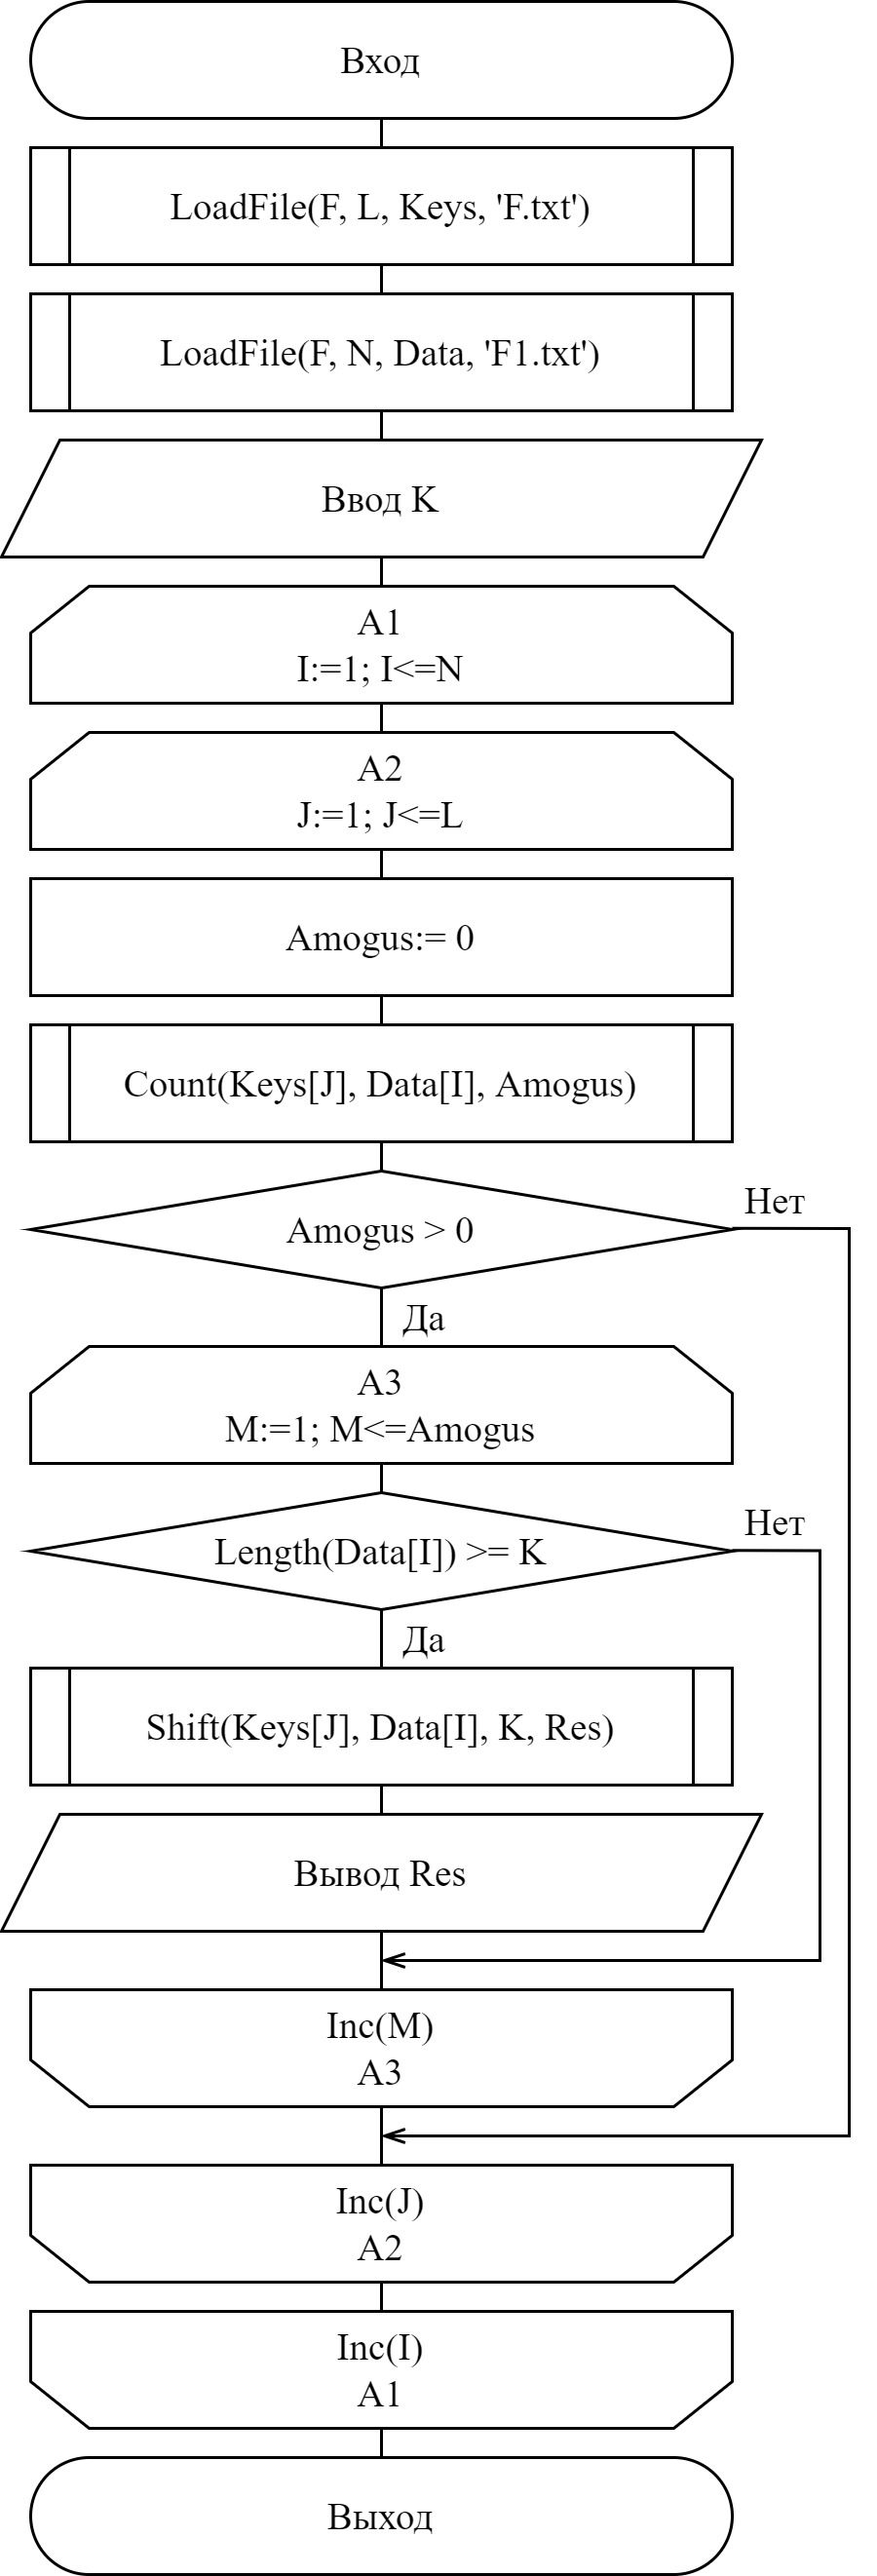 Вход
LoadFile(F, L, Keys, 'F.txt')
LoadFile(F, N, Data, 'F1.txt')
Ввод K
A1
I:=1; I<=N
A2
J:=1; J<=L
Amogus:= 0
Count(Keys[J], Data[I], Amogus)
Amogus > 0
Нет
Да
A3
M:=1; M<=Amogus
Length(Data[I]) >= K
Нет
Да
Shift(Keys[J], Data[I], K, Res)
Вывод Res
Inc(M)
A3
Inc(J)
A2
Inc(I)
A1
Выход